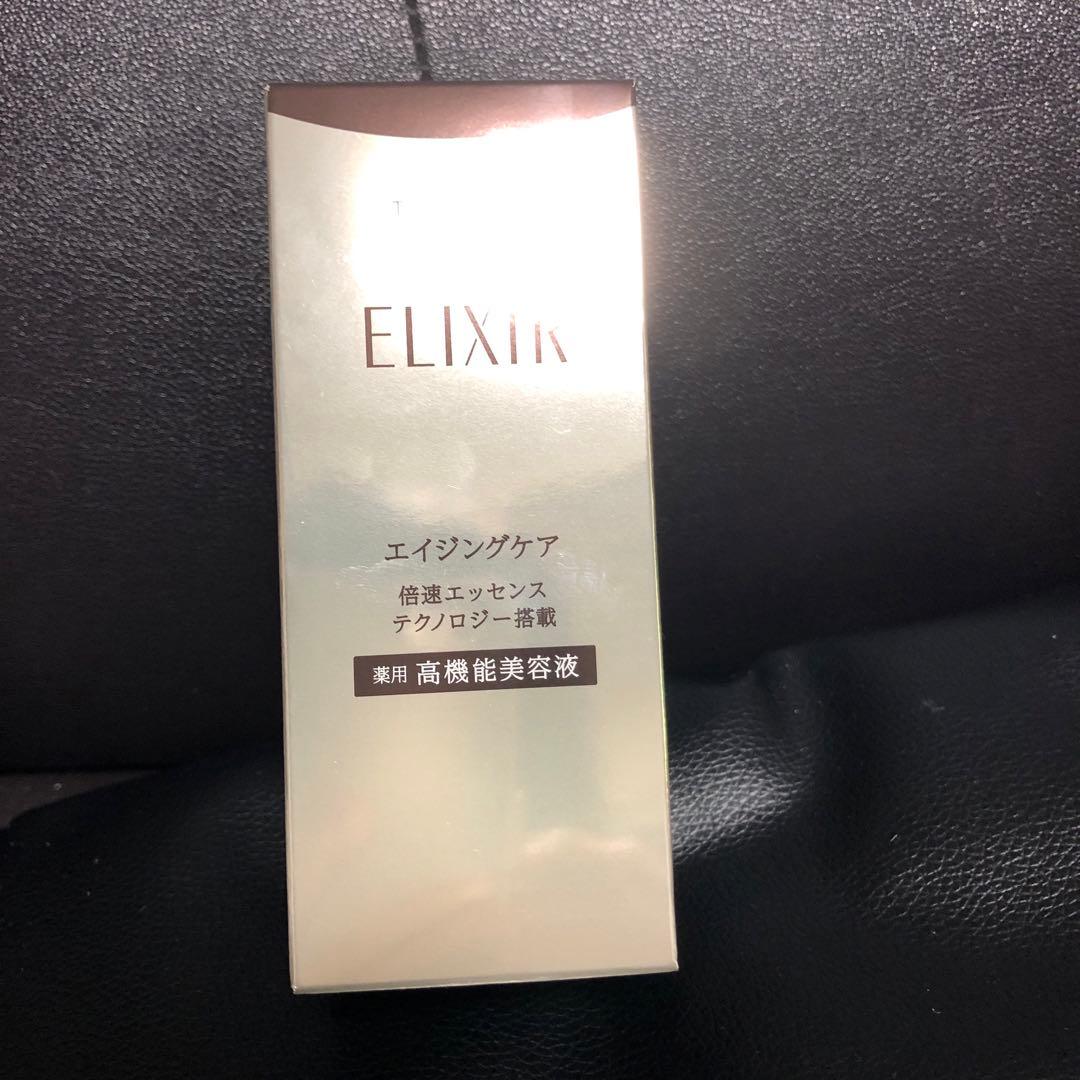 ELIXIR
エイジングケア
倍速エッセンス
テクノロジー搭載
薬用 高機能美容液